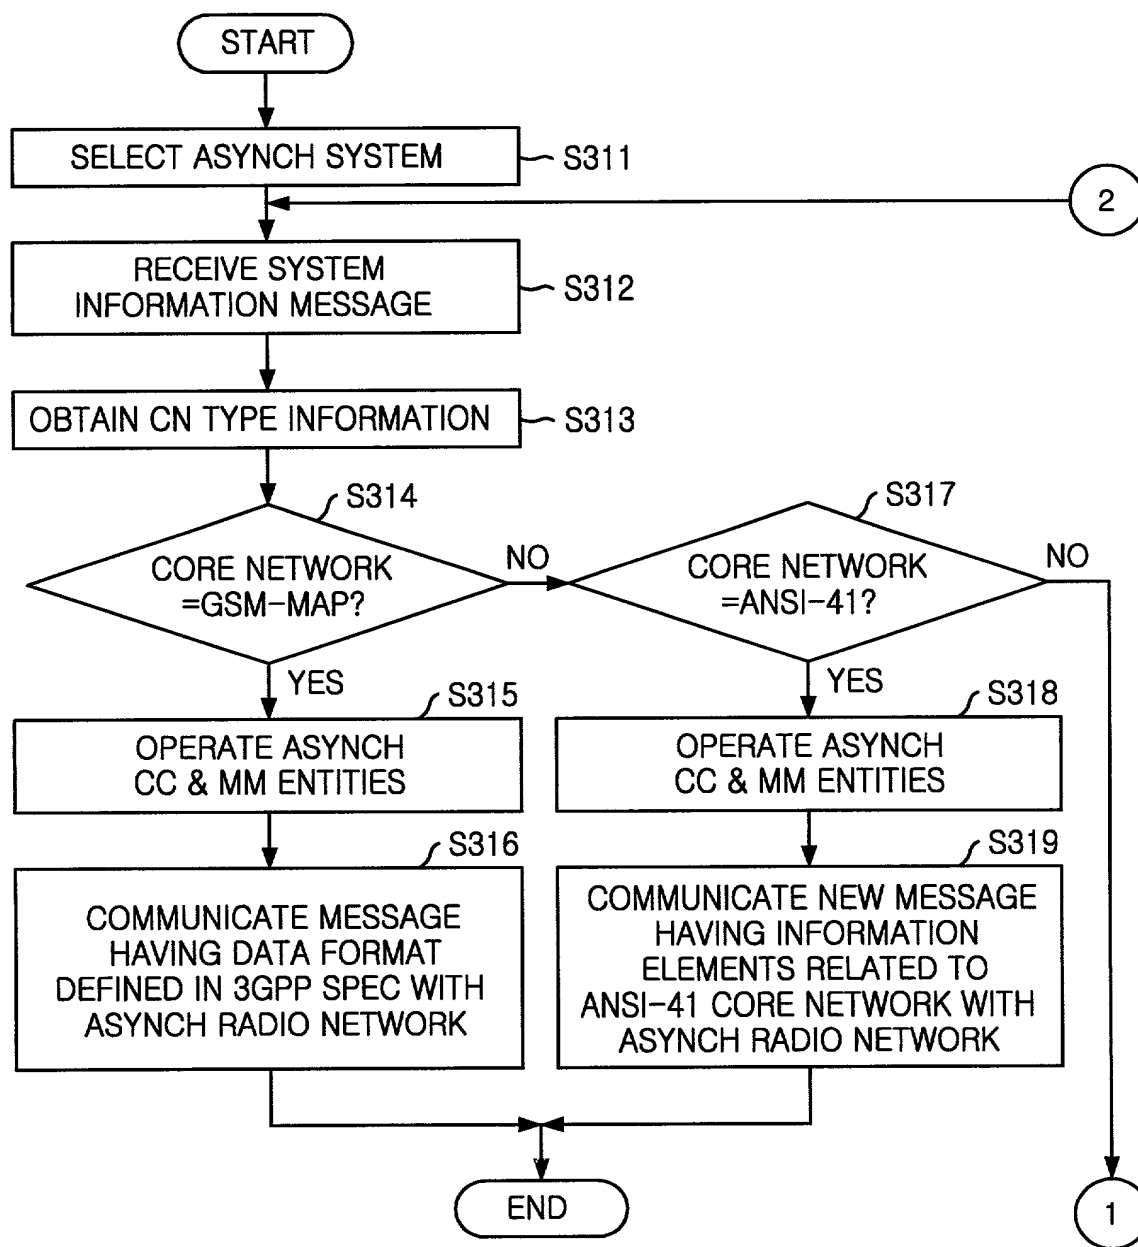 START
SELECT ASYNCH SYSTEM
S311
2
RECEIVE SYSTEM
INFORMATION MESSAGE
S312
OBTAIN CN TYPE INFORMATION
S313
S314
CORE NETWORK
=GSM-MAP?
NO
S317
CORE NETWORK
=ANSI-41?
NO
YES
YES
S315
OPERATE ASYNCH
CC & MM ENTITIES
S318
OPERATE ASYNCH
CC & MM ENTITIES
S316
COMMUNICATE MESSAGE
HAVING DATA FORMAT
DEFINED IN 3GPP SPEC WITH
ASYNCH RADIO NETWORK
S319
COMMUNICATE NEW MESSAGE
HAVING INFORMATION
ELEMENTS RELATED TO
ANSI-41 CORE NETWORK WITH
ASYNCH RADIO NETWORK
END
1